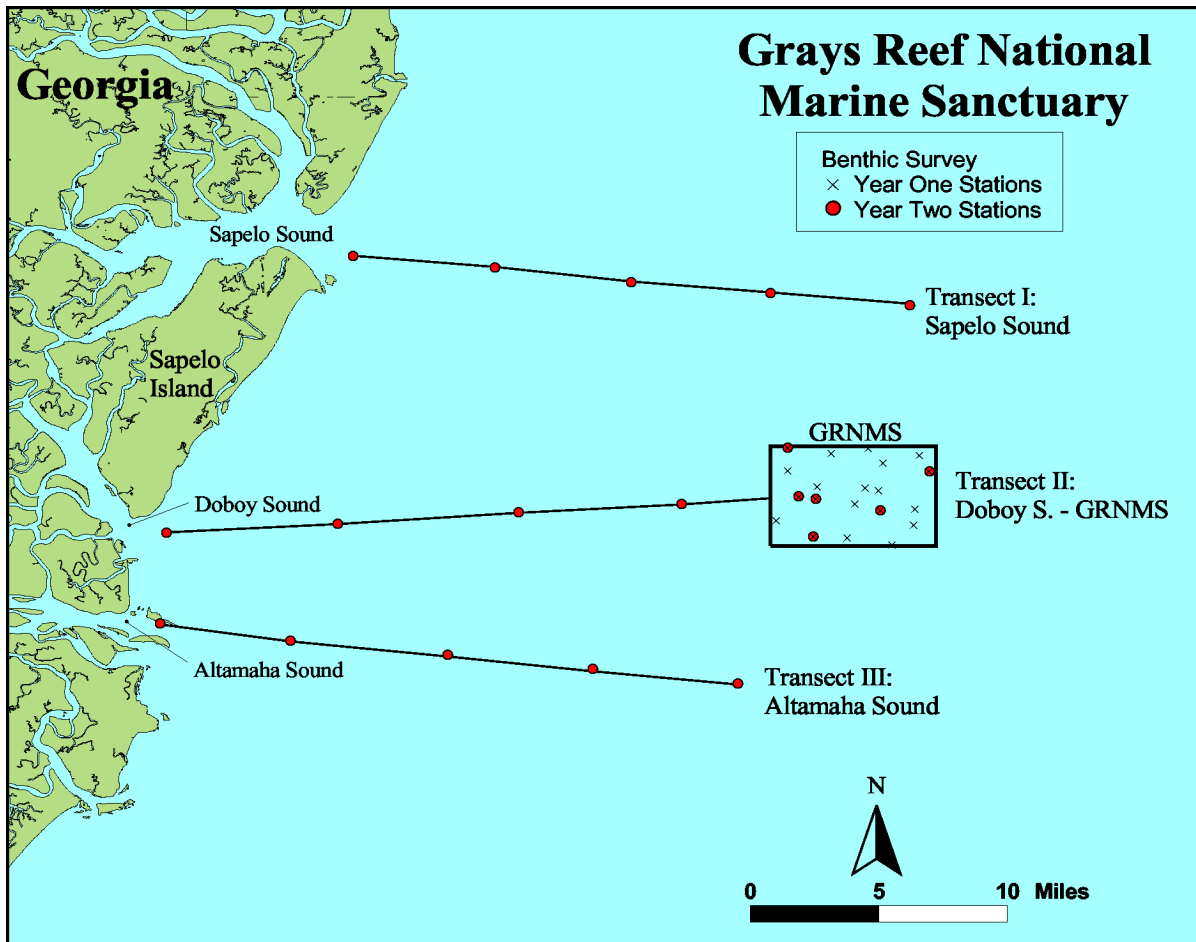 Grays Reef National
Marine Sanctuary
Georgia
Benthic Survey
Year One Stations
Year Two Stations
Sapelo Sound
Transect I:
Sapelo Sound
Sapelo
Island
GRNMS
Transect II:
Doboy S. - GRNMS
Doboy Sound
Altamaha Sound
Transect III:
Altamaha Sound
N
0 5 10 Miles